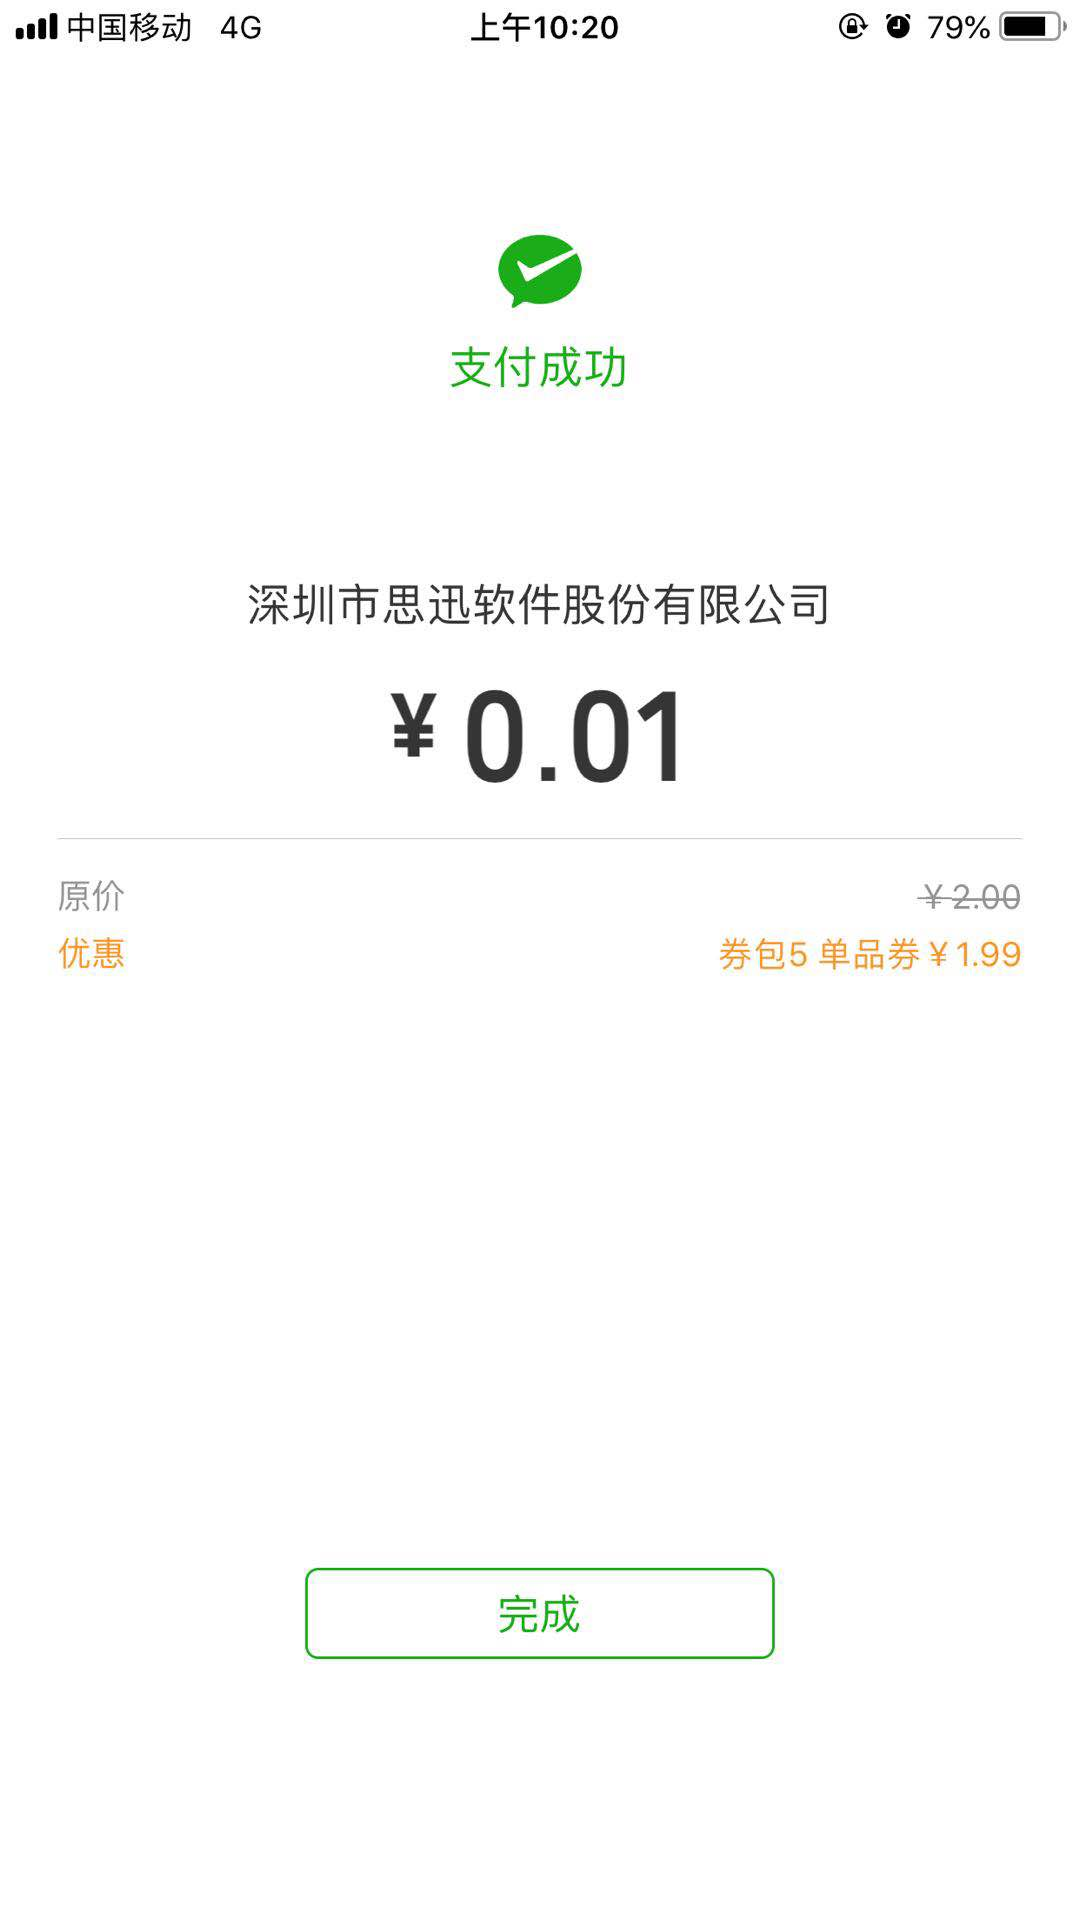 中国移动 4G 上午10:20 79%
支付成功
深圳市思迅软件股份有限公司
¥0.01
原价 ¥2.00
优惠 券包5 单品券¥1.99
完成